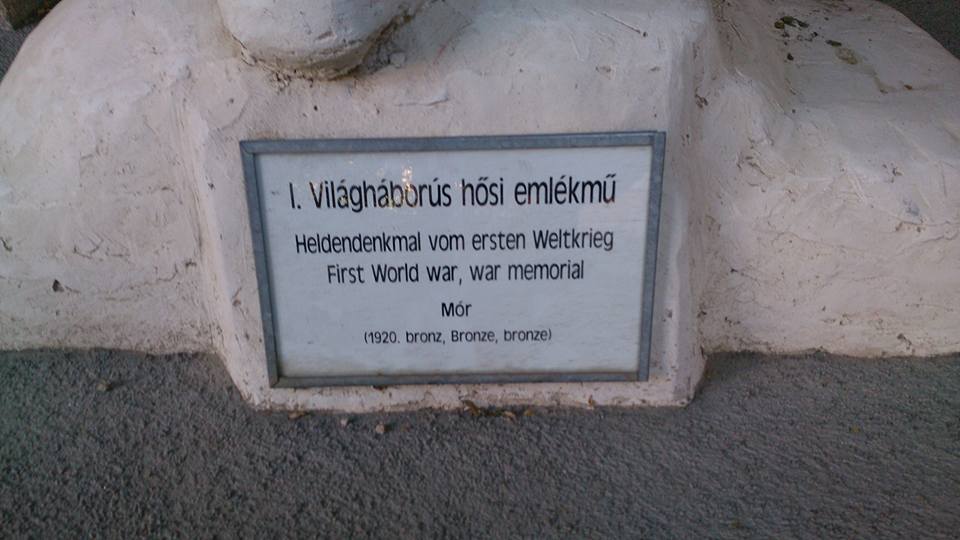 I. Világháborús hősi emlékmű
Heldendenkmal vom ersten Weltkrieg
First World war, war memorial
Mór
(1920. bronz, Bronze, bronze)